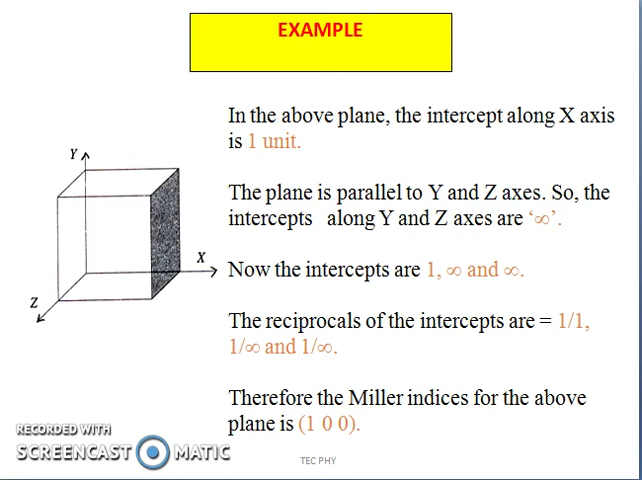 EXAMPLE
In the above plane, the intercept along X axis
is 1 unit.
The plane is parallel to Y and Z axes. So, the
intercepts along Y and Z axes are ‘∞’.
Now the intercepts are 1, ∞ and ∞.
The reciprocals of the intercepts are = 1/1,
1/∞ and 1/∞.
Therefore the Miller indices for the above
plane is (1 0 0).
Y
X
Z
RECORDED WITH
SCREENCAST MATIC
TEC PHY